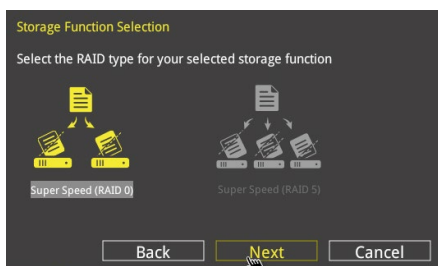 Storage Function Selection
Select the RAID type for your selected storage function
Super Speed (RAID 0)
Super Speed (RAID 5)
Back
Next
Cancel